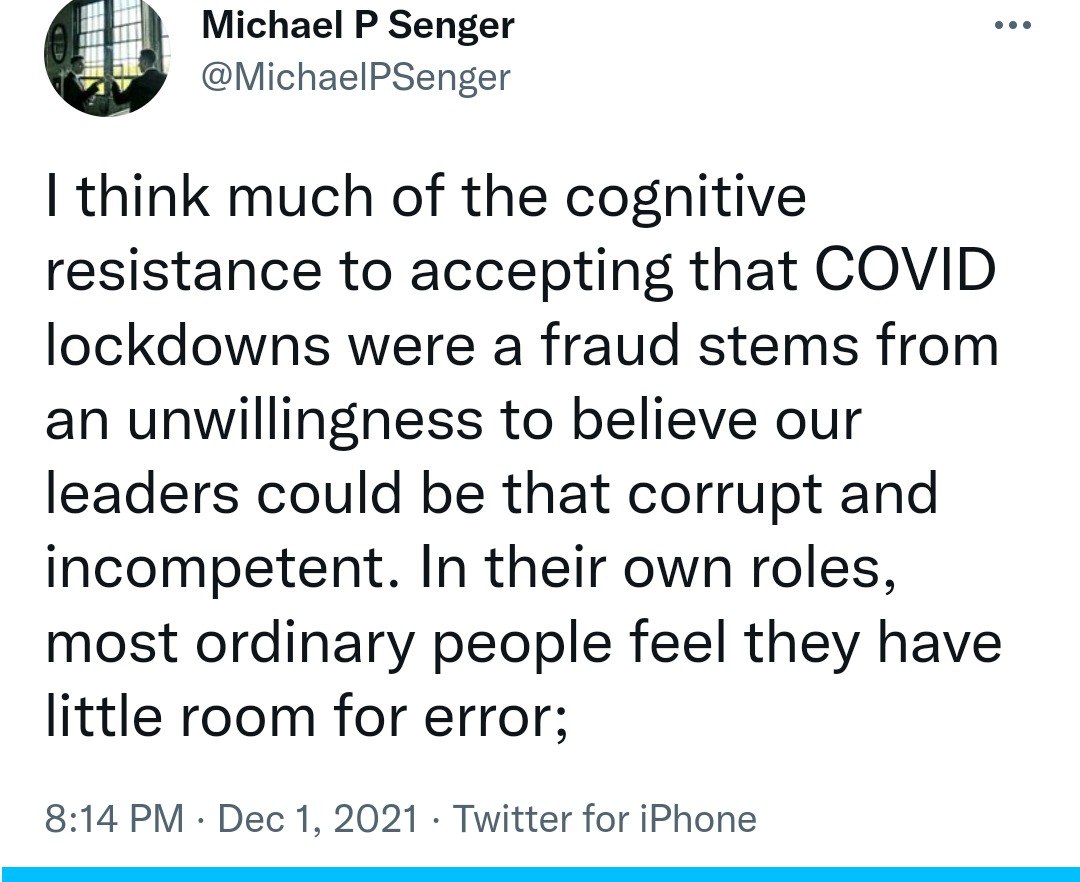 Michael P Senger
@MichaelPSenger
I think much of the cognitive
resistance to accepting that COVID
lockdowns were a fraud stems from
an unwillingness to believe our
leaders could be that corrupt and
incompetent. In their own roles,
most ordinary people feel they have
little room for error;
8:14 PM · Dec 1, 2021 · Twitter for iPhone